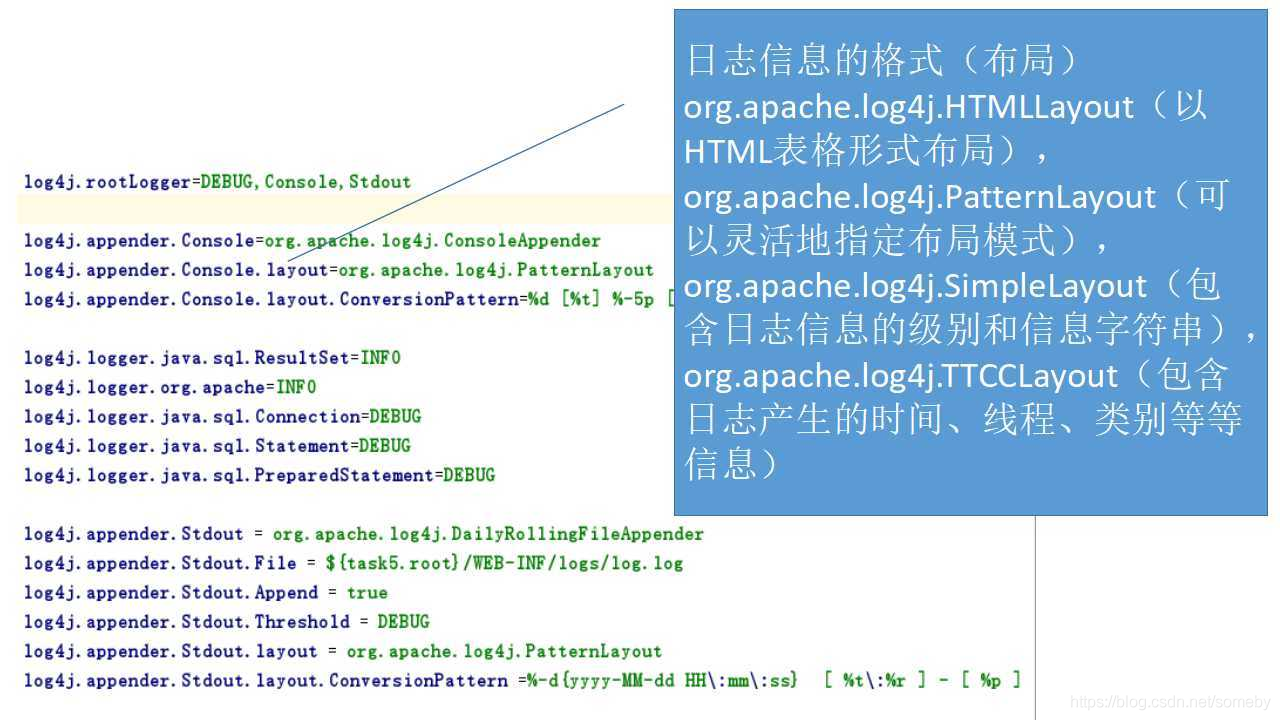 log4j.rootLogger=DEBUG,Console,Stdout
log4j.appender.Console=org.apache.log4j.ConsoleAppender
log4j.appender.Console.layout=org.apache.log4j.PatternLayout
log4j.appender.Console.layout.ConversionPattern=%d [%t] %-5p [
log4j.logger.java.sql.ResultSet=INFO
log4j.logger.org.apache=INFO
log4j.logger.java.sql.Connection=DEBUG
log4j.logger.java.sql.Statement=DEBUG
log4j.logger.java.sql.PreparedStatement=DEBUG
log4j.appender.Stdout = org.apache.log4j.DailyRollingFileAppender
log4j.appender.Stdout.File = ${task5.root}/WEB-INF/logs/log.log
log4j.appender.Stdout.Append = true
log4j.appender.Stdout.Threshold = DEBUG
log4j.appender.Stdout.layout = org.apache.log4j.PatternLayout
log4j.appender.Stdout.layout.ConversionPattern =%-d{yyyy-MM-dd HH\:mm\:ss}  [ %t\:%r ] - [ %p ]
日志信息的格式（布局）
org.apache.log4j.HTMLLayout（以
HTML表格形式布局），
org.apache.log4j.PatternLayout（可
以灵活地指定布局模式），
org.apache.log4j.SimpleLayout（包
含日志信息的级别和信息字符串），
org.apache.log4j.TTCCLayout（包含
日志产生的时间、线程、类别等等
信息）
https://blog.csdn.net/someby